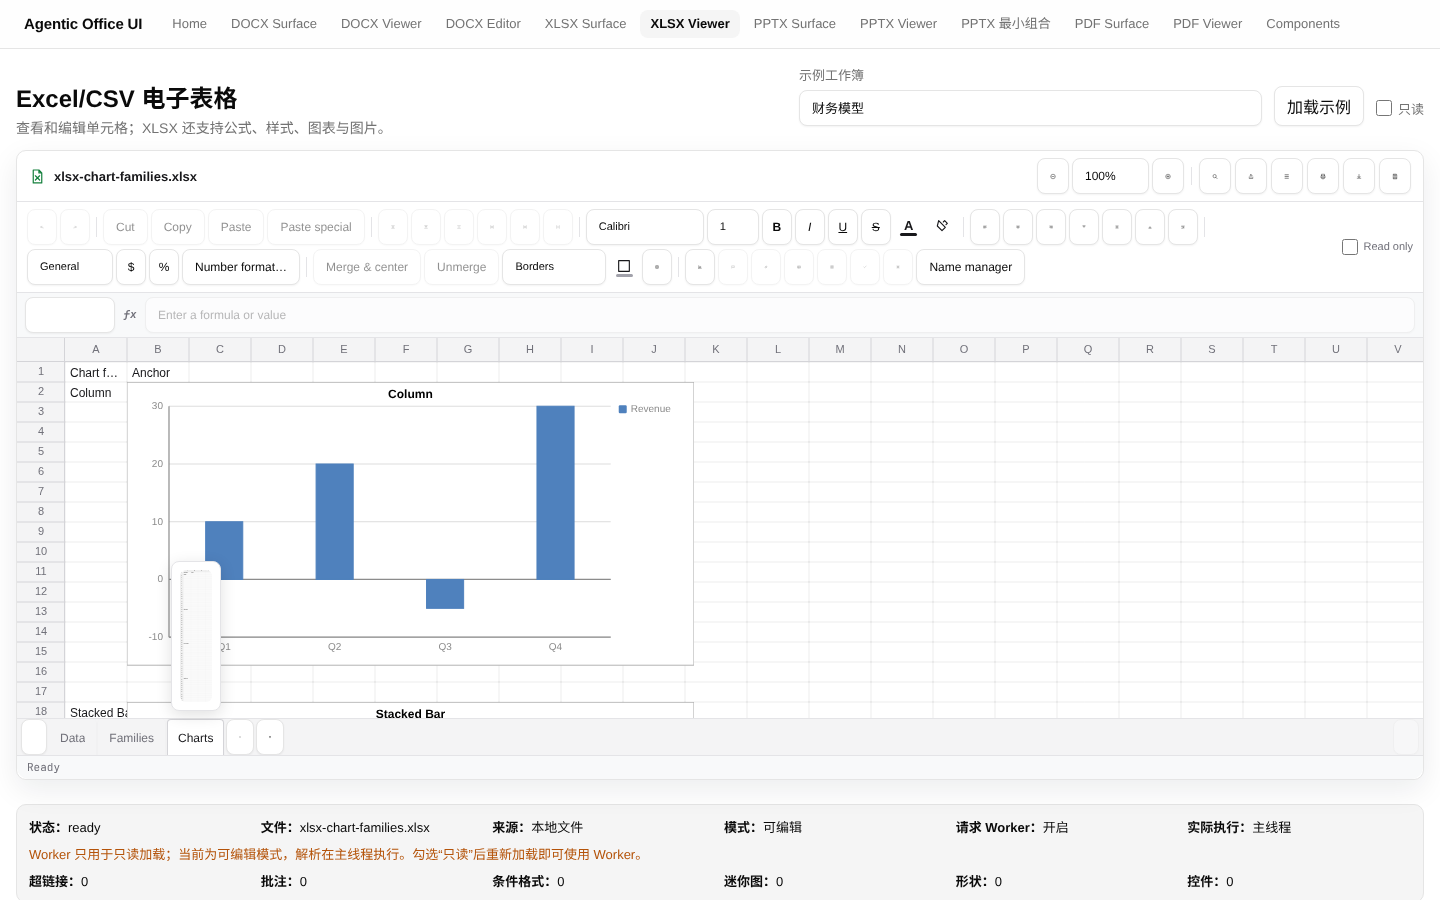 Agentic Office UI Home DOCX Surface DOCX Viewer DOCX Editor XLSX Surface XLSX Viewer PPTX Surface PPTX Viewer PPTX 最小组合 PDF Surface PDF Viewer Components
示例工作簿
Excel/CSV 电子表格
财务模型 加载示例 只读
查看和编辑单元格；XLSX 还支持公式、样式、图表与图片。
xlsx-chart-families.xlsx 100%
Cut Copy Paste Paste special Calibri 1 B I U S A
Read only
General $ % Number format... Merge & center Unmerge Borders Name manager
ƒx Enter a formula or value
A B C D E F G H I J K L M N O P Q R S T U V
1 Chart f... Anchor
2 Column
Column
Revenue
3
4
5
6
7
8
9
10
11
12
13
14
15
16
17
18 Stacked Ba
30
20
10
0
-10
Q1 Q2 Q3 Q4
Stacked Bar
Data Families Charts
Ready
状态：ready 文件：xlsx-chart-families.xlsx 来源：本地文件 模式：可编辑 请求 Worker：开启 实际执行：主线程
Worker 只用于只读加载；当前为可编辑模式，解析在主线程执行。勾选“只读”后重新加载即可使用 Worker。
超链接：0 批注：0 条件格式：0 迷你图：0 形状：0 控件：0